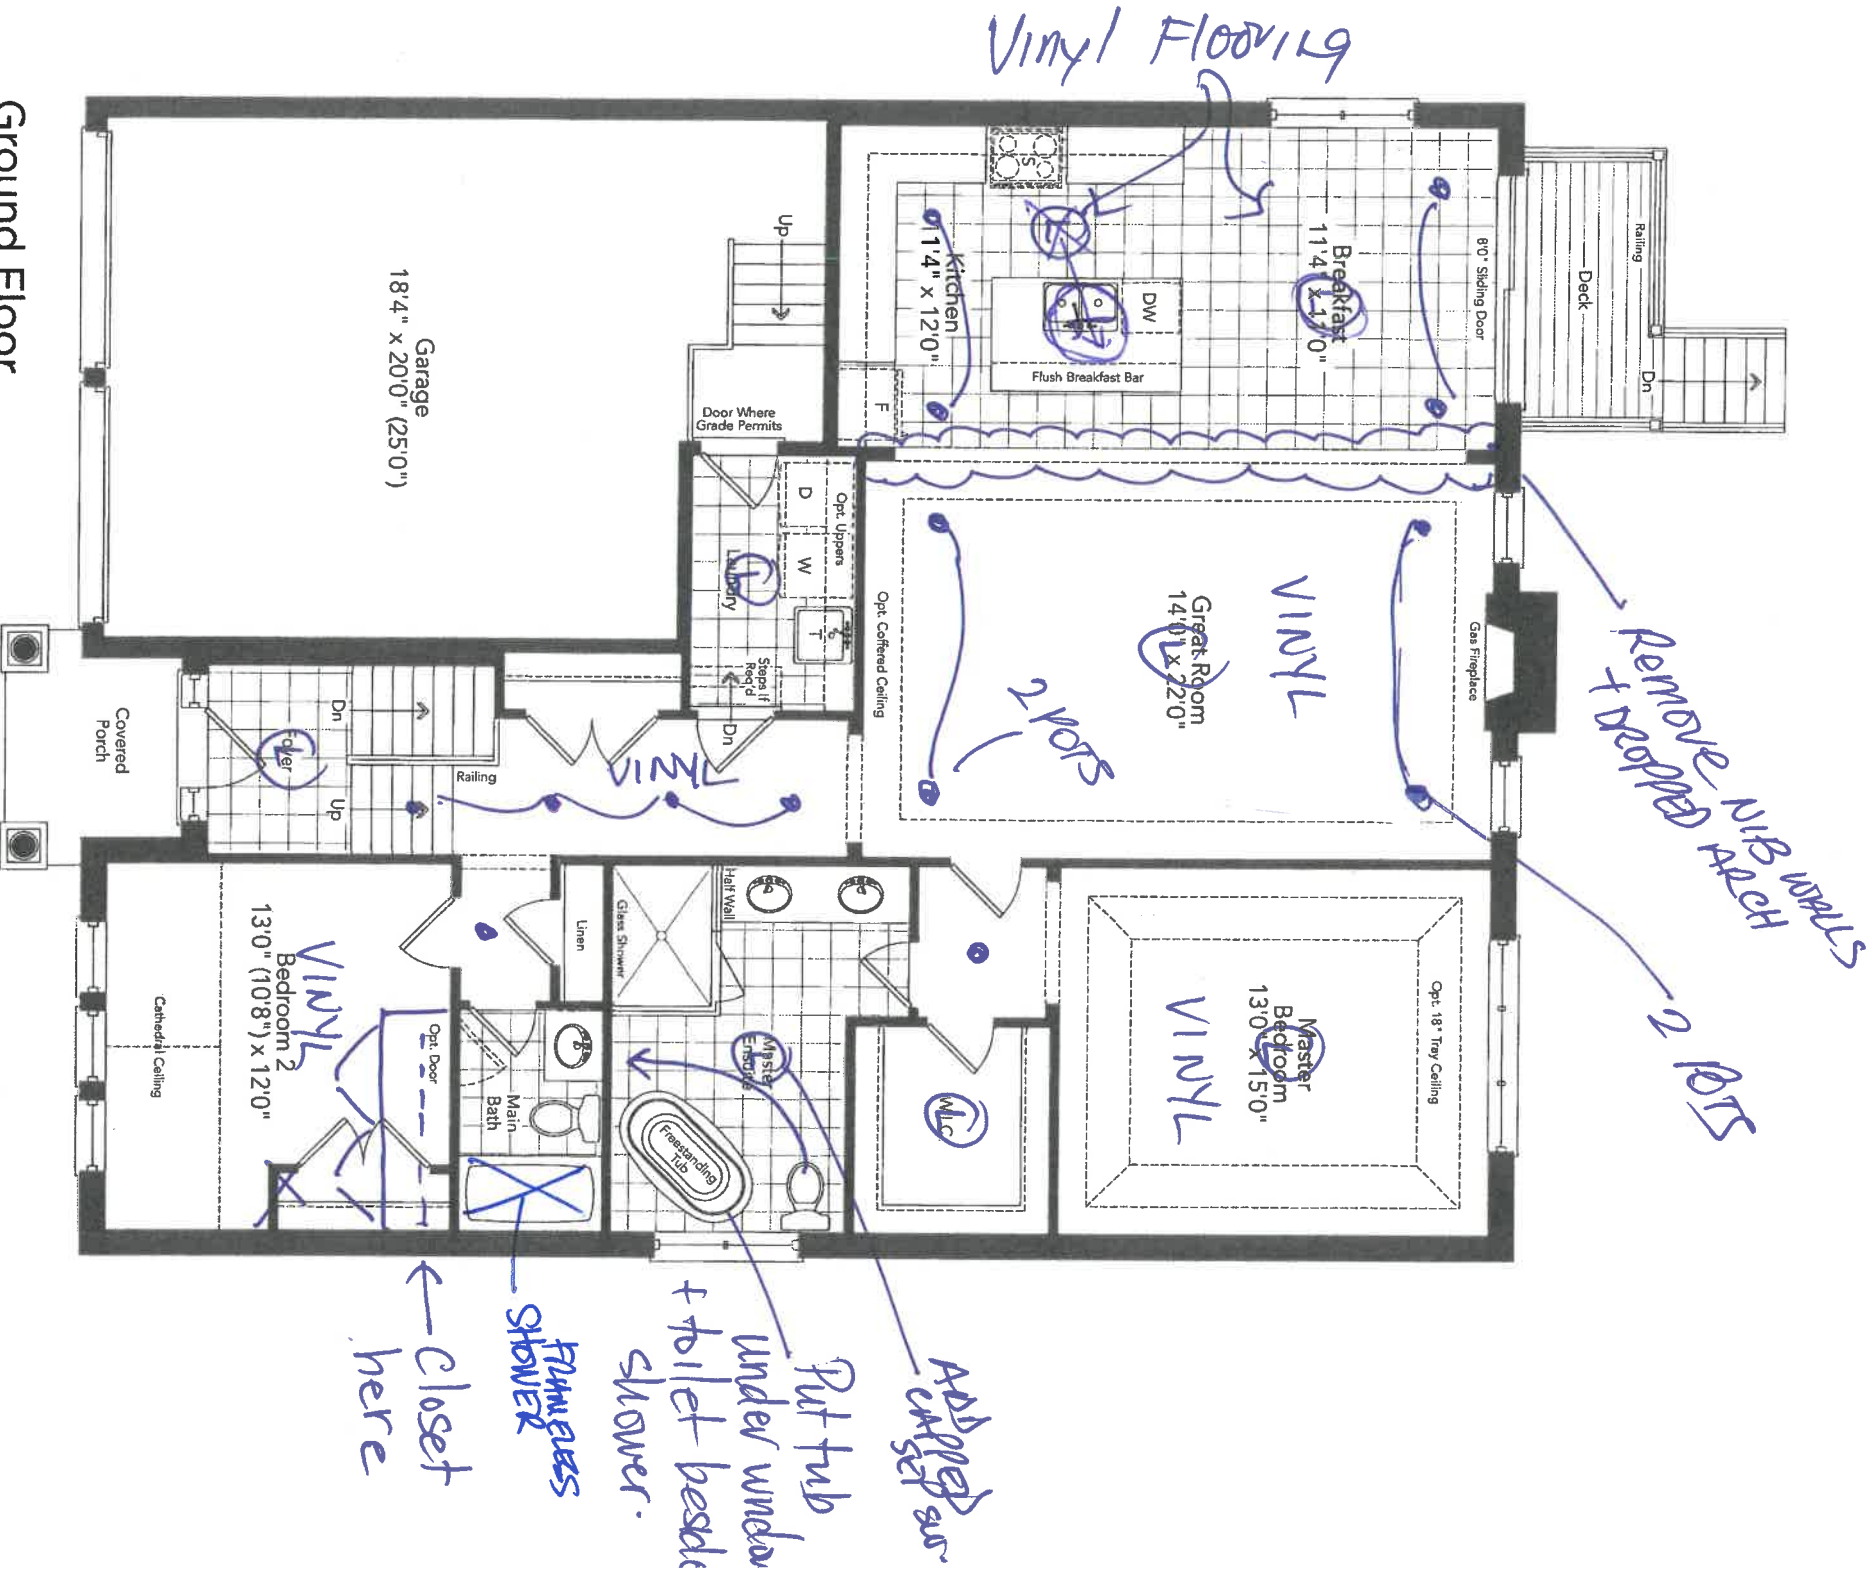 Vinyl Flooring
Railing
Deck
Dn
8'0" Sliding Door
Breakfast
11'4" x 11'0"
L
S
DW
Flush Breakfast Bar
Kitchen
11'4" x 12'0"
L
F
Up
Door Where
Grade Permits
Garage
18'4" x 20'0" (25'0")
Ground Floor
Remove NIB WALLS
+ DROPPED ARCH
Gas Fireplace
VINYL
Great Room
14'0" x 22'0"
L
2 POTS
2 POTS
Opt. Coffered Ceiling
Opt. Uppers
D
W
Laundry
L
T
Steps If
Req'd
Dn
VINYL
Railing
Dn
Up
Foyer
L
Covered
Porch
Opt. 18" Tray Ceiling
Master
Bedroom
13'0" x 15'0"
L
VINYL
W.I.C.
L
Half Wall
Glass Shower
Master
Ensuite
L
Freestanding
Tub
Linen
Main
Bath
Opt. Door
VINYL
Bedroom 2
13'0" (10'8") x 12'0"
Cathedral Ceiling
ADD
CAPPED
Put tub
under window
+ toilet beside
shower.
FRAMELESS
SHOWER
Closet
here